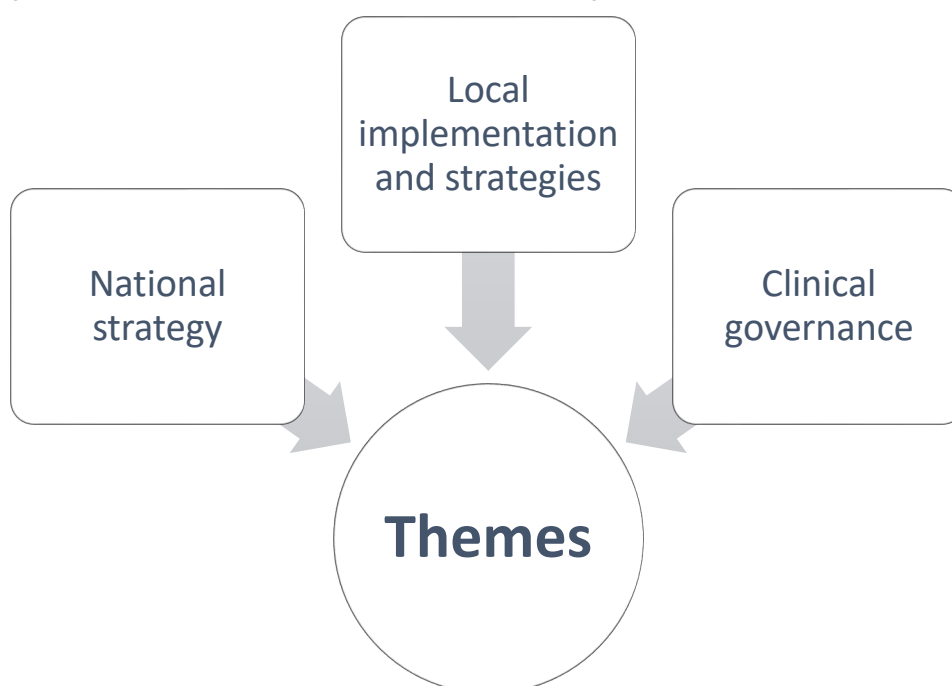 Local
implementation
and strategies
National
strategy
Clinical
governance
Themes